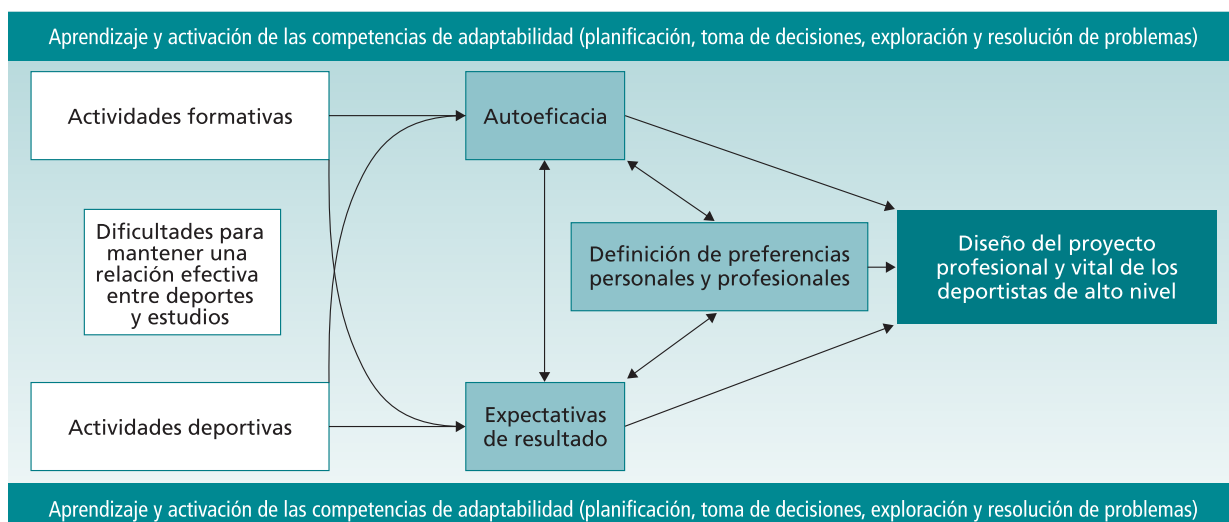 Aprendizaje y activación de las competencias de adaptabilidad (planificación, toma de decisiones, exploración y resolución de problemas)
Actividades formativas
Autoeficacia
Dificultades para
mantener una
relación efectiva
entre deportes
y estudios
Definición de preferencias
personales y profesionales
Diseño del proyecto
profesional y vital de los
deportistas de alto nivel
Actividades deportivas
Expectativas
de resultado
Aprendizaje y activación de las competencias de adaptabilidad (planificación, toma de decisiones, exploración y resolución de problemas)